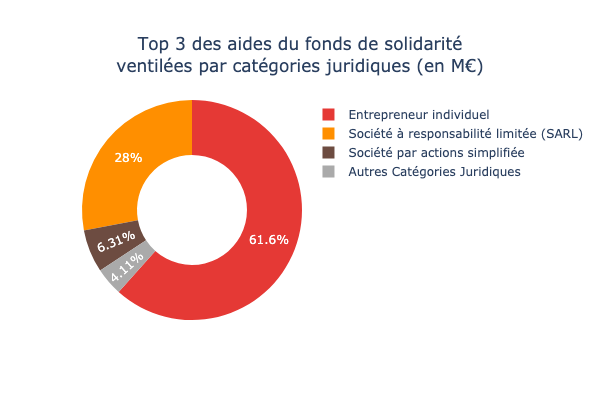 Top 3 des aides du fonds de solidarité
ventilées par catégories juridiques (en M€)
Entrepreneur individuel
Société à responsabilité limitée (SARL)
Société par actions simplifiée
Autres Catégories Juridiques
28%
61.6%
6.31%
4.11%